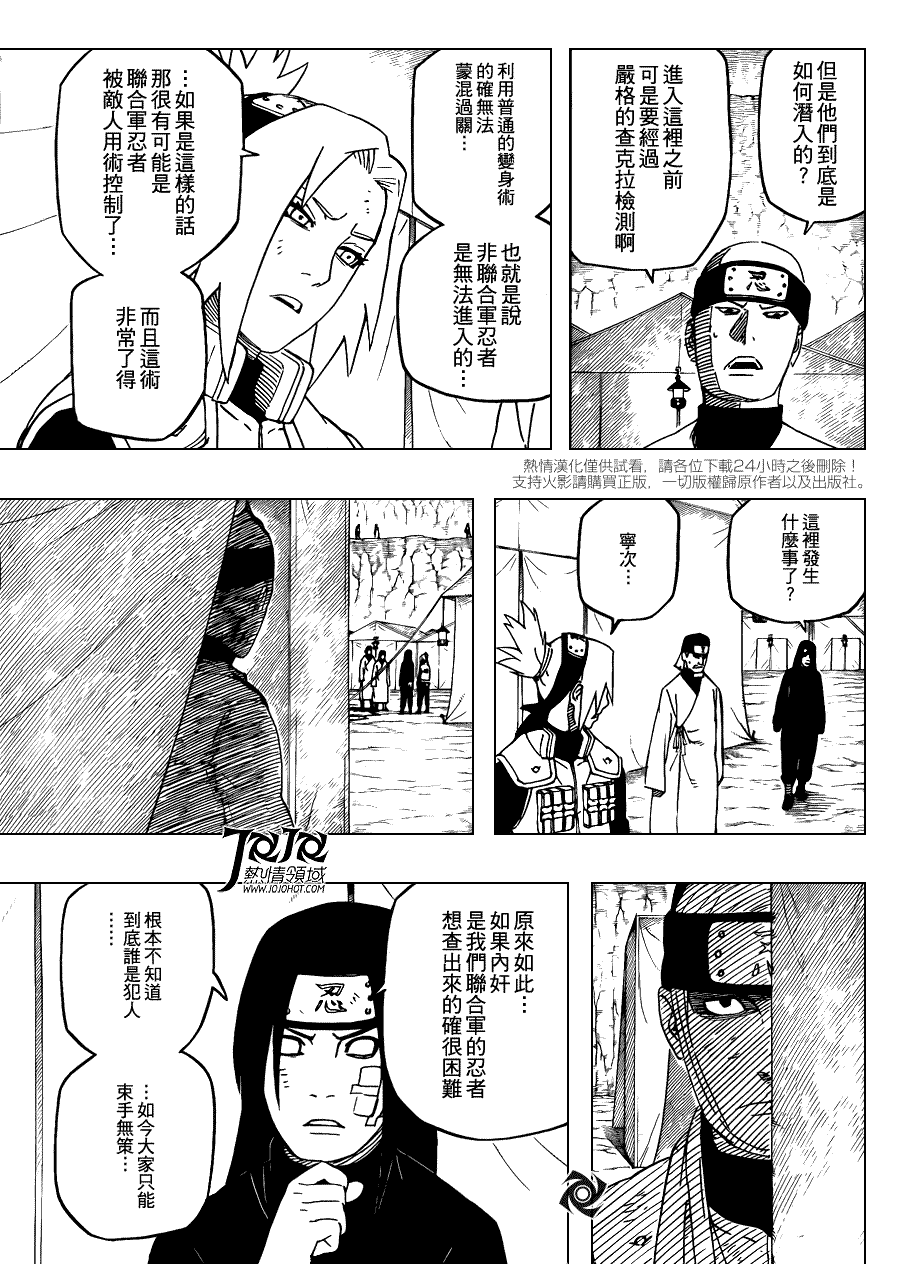 但是他們到底是
如何潛入的？
進入這裡之前
可是要經過
嚴格的查克拉檢測啊
忍
利用普通的變身術
的確無法
蒙混過關…
也就是說
非聯合軍忍者
是無法進入的…
…如果是這樣的話
那很有可能是
聯合軍忍者
被敵人用術控制了…
而且這術
非常了得
熱情漢化僅供試看，請各位下載24小時之後刪除！
支持火影請購買正版，一切版權歸原作者以及出版社。
這裡發生
什麼事了？
寧次…
JOJO
熱情領域
WWW.JOJOHOT.COM
原來如此…
如果內奸
是我們聯合軍的忍者
想查出來的確很困難
忍
根本不知道
到底誰是犯人
……
…如今大家只能
束手無策…